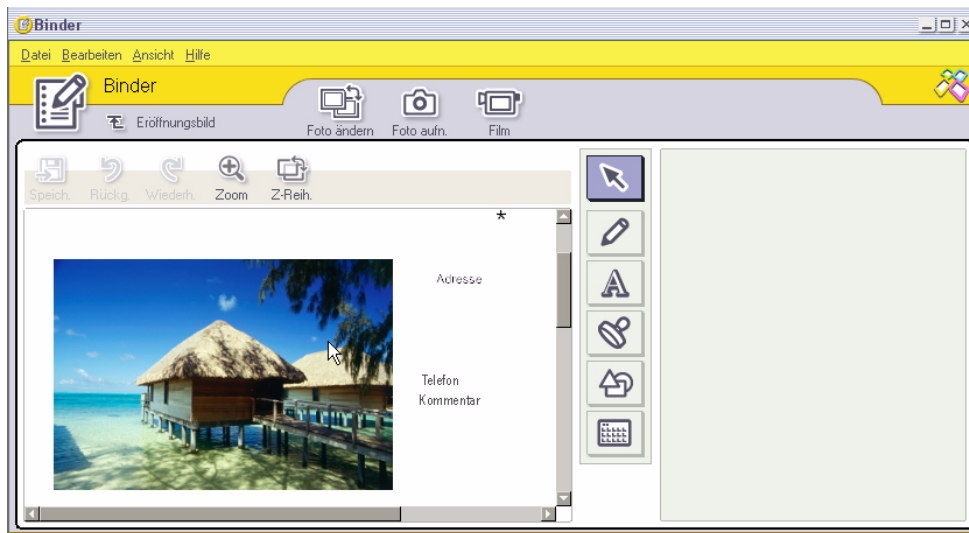 Binder
Datei Bearbeiten Ansicht Hilfe
Binder
Eröffnungsbild
Foto ändern Foto aufn. Film
Speich. Rückg. Wiederh. Zoom Z-Reih.
*
Adresse
Telefon
Kommentar
A